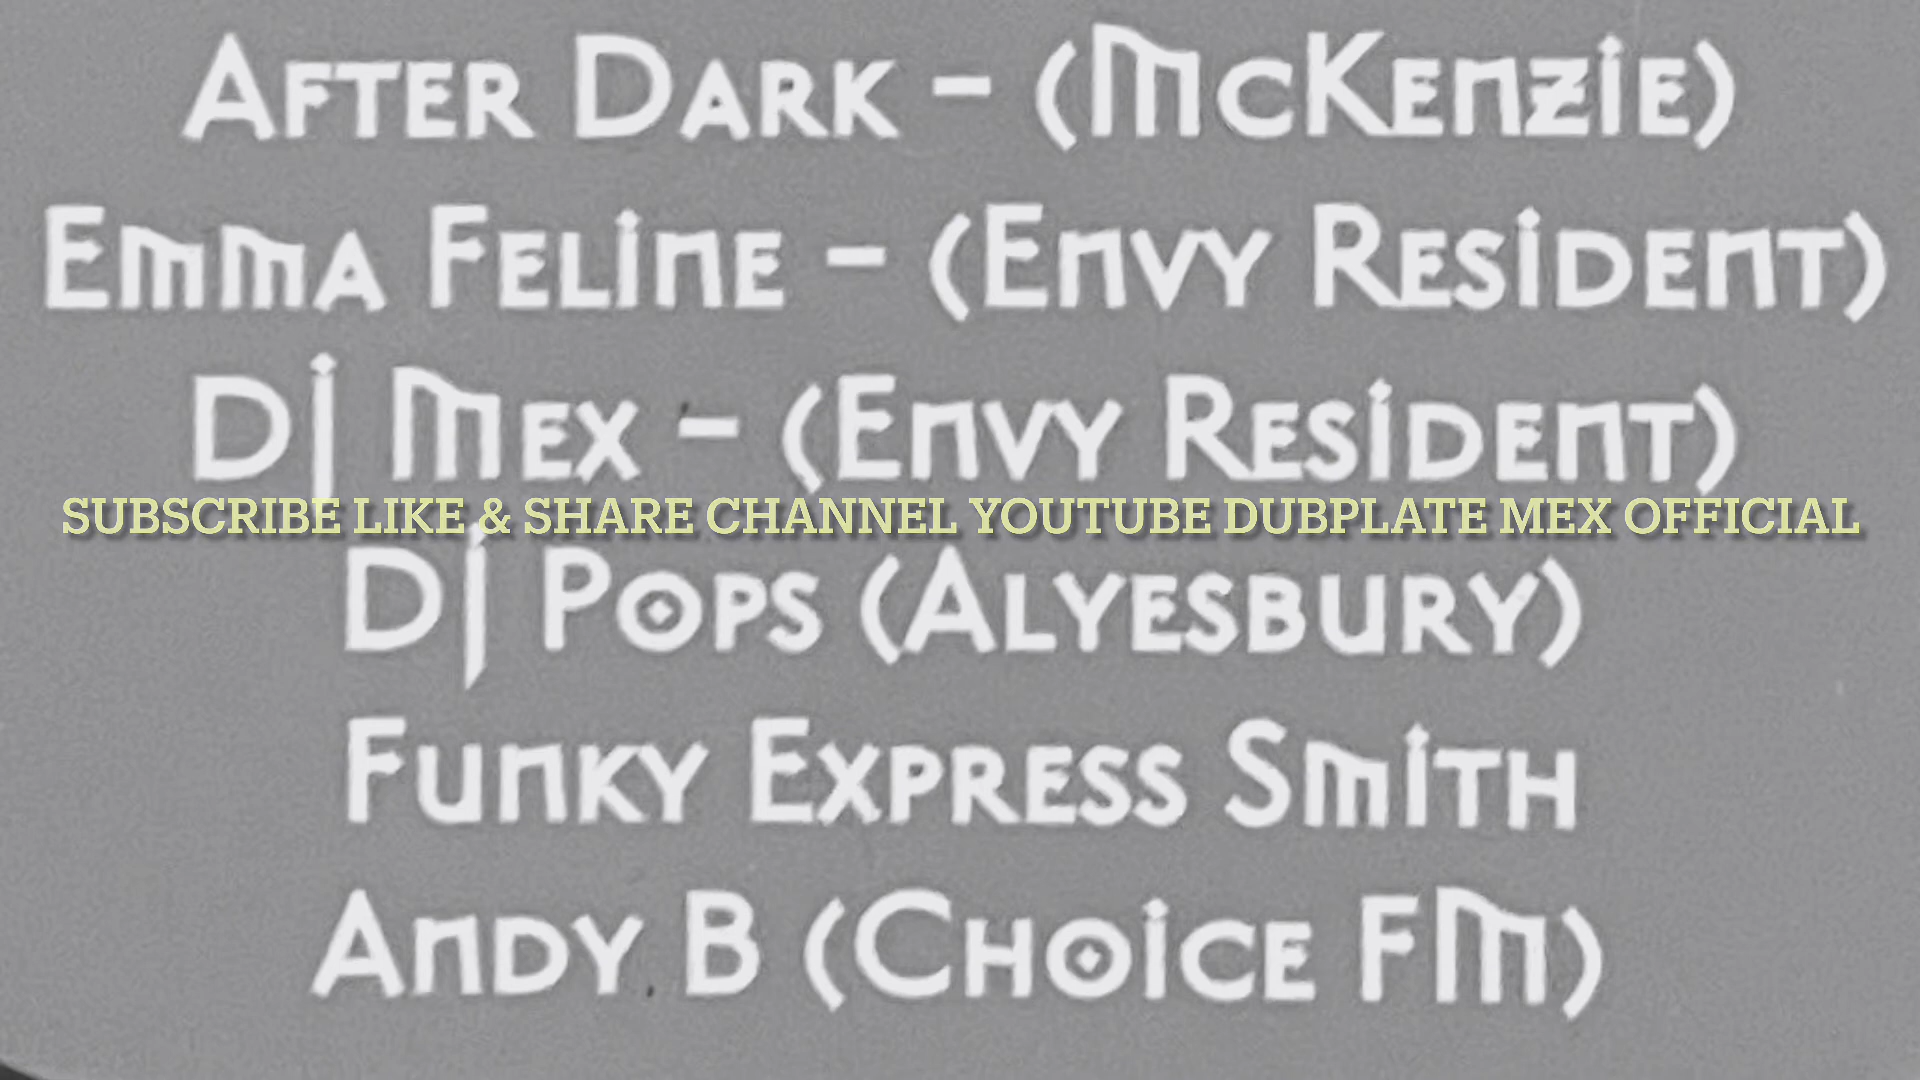 After Dark – (McKenzie)
Emma Feline – (Envy Resident)
Dj Mex – (Envy Resident)
SUBSCRIBE LIKE & SHARE CHANNEL YOUTUBE DUBPLATE MEX OFFICIAL
Dj Pops (Alyesbury)
Funky Express Smith
Andy B (Choice FM)